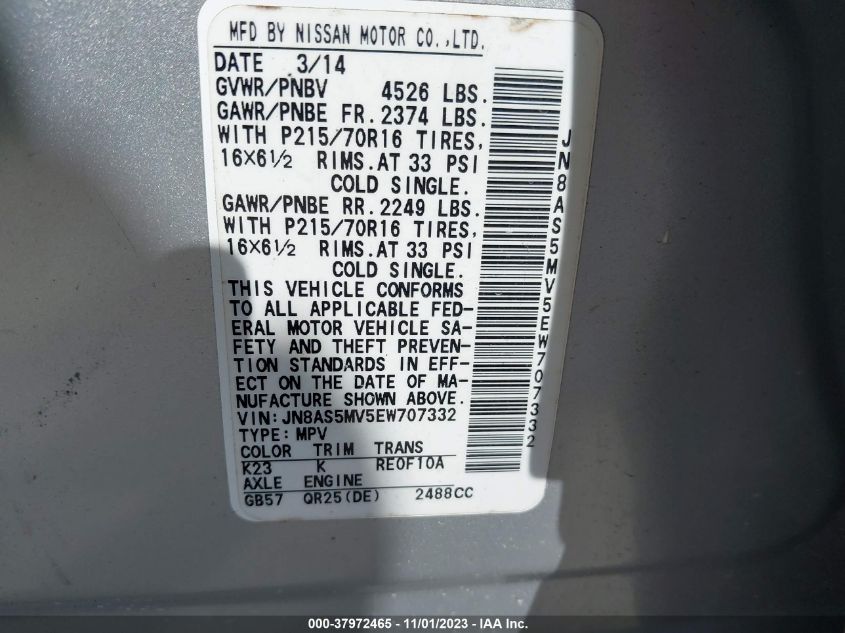 MFD BY NISSAN MOTOR CO.,LTD.
DATE 3/14
GVWR/PNBV 4526 LBS.
GAWR/PNBE FR. 2374 LBS.
WITH P215/70R16 TIRES,
16×6½ RIMS. AT 33 PSI
COLD SINGLE.
GAWR/PNBE RR. 2249 LBS.
WITH P215/70R16 TIRES,
16×6½ RIMS. AT 33 PSI
COLD SINGLE.
THIS VEHICLE CONFORMS
TO ALL APPLICABLE FED-
ERAL MOTOR VEHICLE SA-
FETY AND THEFT PREVEN-
TION STANDARDS IN EFF-
ECT ON THE DATE OF MA-
NUFACTURE SHOWN ABOVE.
VIN: JN8AS5MV5EW707332
TYPE: MPV
COLOR TRIM TRANS
K23 K RE0F10A
AXLE ENGINE
GB57 QR25(DE) 2488CC
JN8AS5MV5EW707332
000-37972465 - 11/01/2023 - IAA Inc.